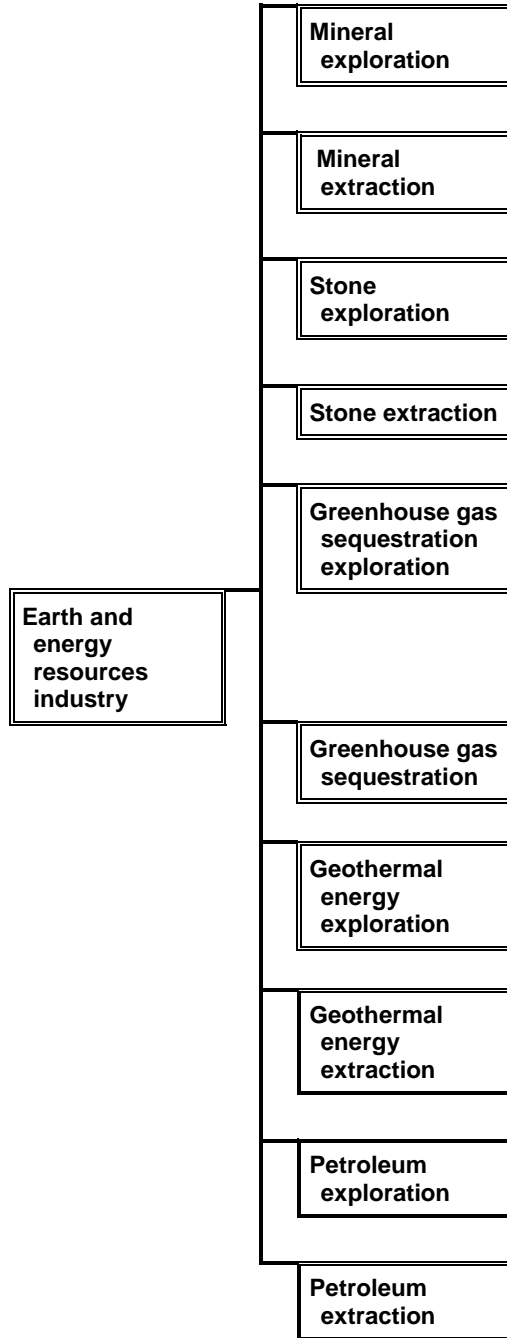 Mineral
exploration
Mineral
extraction
Stone
exploration
Stone extraction
Greenhouse gas
sequestration
exploration
Earth and
energy
resources
industry
Greenhouse gas
sequestration
Geothermal
energy
exploration
Geothermal
energy
extraction
Petroleum
exploration
Petroleum
extraction